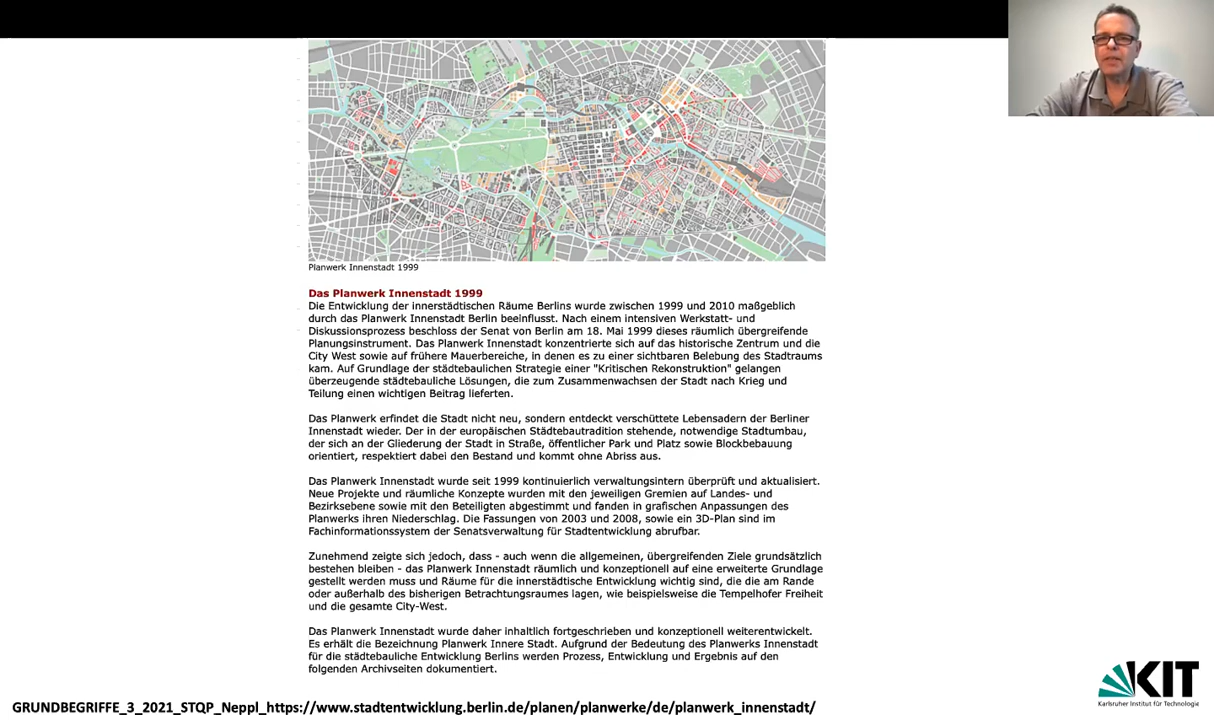 Planwerk Innenstadt 1999
Das Planwerk Innenstadt 1999
Die Entwicklung der innerstädtischen Räume Berlins wurde zwischen 1999 und 2010 maßgeblich
durch das Planwerk Innenstadt Berlin beeinflusst. Nach einem intensiven Werkstatt- und
Diskussionsprozess beschloss der Senat von Berlin am 18. Mai 1999 dieses räumlich übergreifende
Planungsinstrument. Das Planwerk Innenstadt konzentrierte sich auf das historische Zentrum und die
City West sowie auf frühere Mauerbereiche, in denen es zu einer sichtbaren Belebung des Stadtraums
kam. Auf Grundlage der städtebaulichen Strategie einer "Kritischen Rekonstruktion" gelangen
überzeugende städtebauliche Lösungen, die zum Zusammenwachsen der Stadt nach Krieg und
Teilung einen wichtigen Beitrag lieferten.
Das Planwerk erfindet die Stadt nicht neu, sondern entdeckt verschüttete Lebensadern der Berliner
Innenstadt wieder. Der in der europäischen Städtebautradition stehende, notwendige Stadtumbau,
der sich an der Gliederung der Stadt in Straße, öffentlicher Park und Platz sowie Blockbebauung
orientiert, respektiert dabei den Bestand und kommt ohne Abriss aus.
Das Planwerk Innenstadt wurde seit 1999 kontinuierlich verwaltungsintern überprüft und aktualisiert.
Neue Projekte und räumliche Konzepte wurden mit den jeweiligen Gremien auf Landes- und
Bezirksebene sowie mit den Beteiligten abgestimmt und fanden in grafischen Anpassungen des
Planwerks ihren Niederschlag. Die Fassungen von 2003 und 2008, sowie ein 3D-Plan sind im
Fachinformationssystem der Senatsverwaltung für Stadtentwicklung abrufbar.
Zunehmend zeigte sich jedoch, dass - auch wenn die allgemeinen, übergreifenden Ziele grundsätzlich
bestehen bleiben - das Planwerk Innenstadt räumlich und konzeptionell auf eine erweiterte Grundlage
gestellt werden muss und Räume für die innerstädtische Entwicklung wichtig sind, die die am Rande
oder außerhalb des bisherigen Betrachtungsraumes lagen, wie beispielsweise die Tempelhofer Freiheit
und die gesamte City-West.
Das Planwerk Innenstadt wurde daher inhaltlich fortgeschrieben und konzeptionell weiterentwickelt.
Es erhält die Bezeichnung Planwerk Innere Stadt. Aufgrund der Bedeutung des Planwerks Innenstadt
für die städtebauliche Entwicklung Berlins werden Prozess, Entwicklung und Ergebnis auf den
folgenden Archivseiten dokumentiert.
KIT
Karlsruher Institut für Technologie
GRUNDBEGRIFFE_3_2021_STQP_Neppl_https://www.stadtentwicklung.berlin.de/planen/planwerke/de/planwerk_innenstadt/